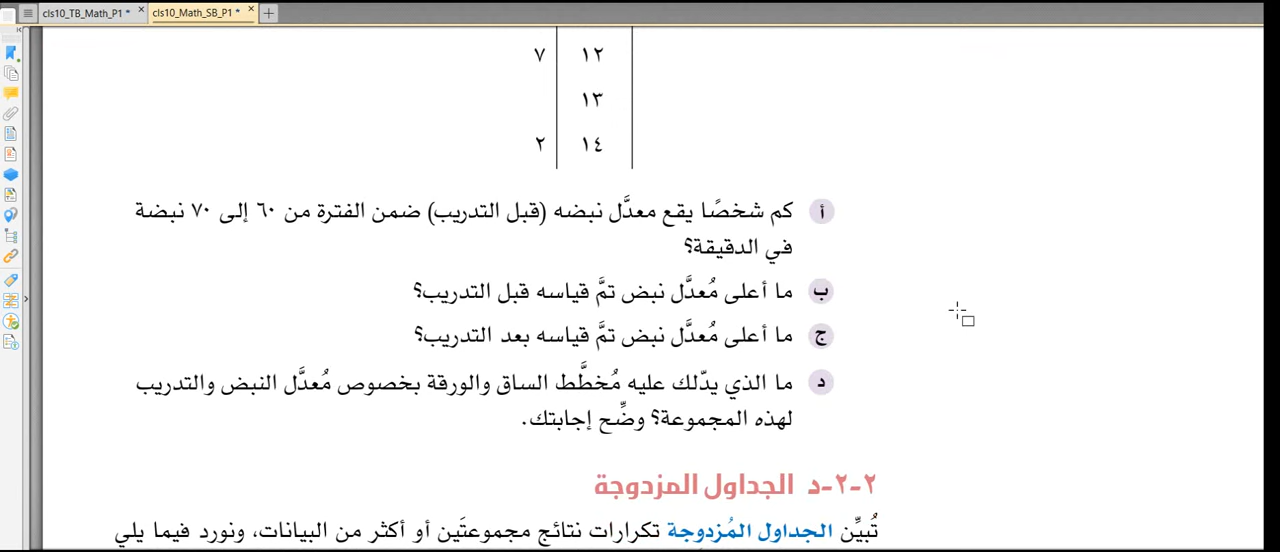 cls10_TB_Math_P1 * cls10_Math_SB_P1 *
١٢ ٧
١٣
١٤ ٢
أ كم شخصًا يقع معدَّل نبضه (قبل التدريب) ضمن الفترة من ٦٠ إلى ٧٠ نبضة
في الدقيقة؟
ب ما أعلى مُعدَّل نبض تمَّ قياسه قبل التدريب؟
ج ما أعلى مُعدَّل نبض تمَّ قياسه بعد التدريب؟
د ما الذي يدّلك عليه مُخطَّط الساق والورقة بخصوص مُعدَّل النبض والتدريب
لهذه المجموعة؟ وضِّح إجابتك.
٢-٢-د الجداول المزدوجة
تُبيِّن الجداول المُزدوجة تكرارات نتائج مجموعتَين أو أكثر من البيانات، ونورد فيما يلي